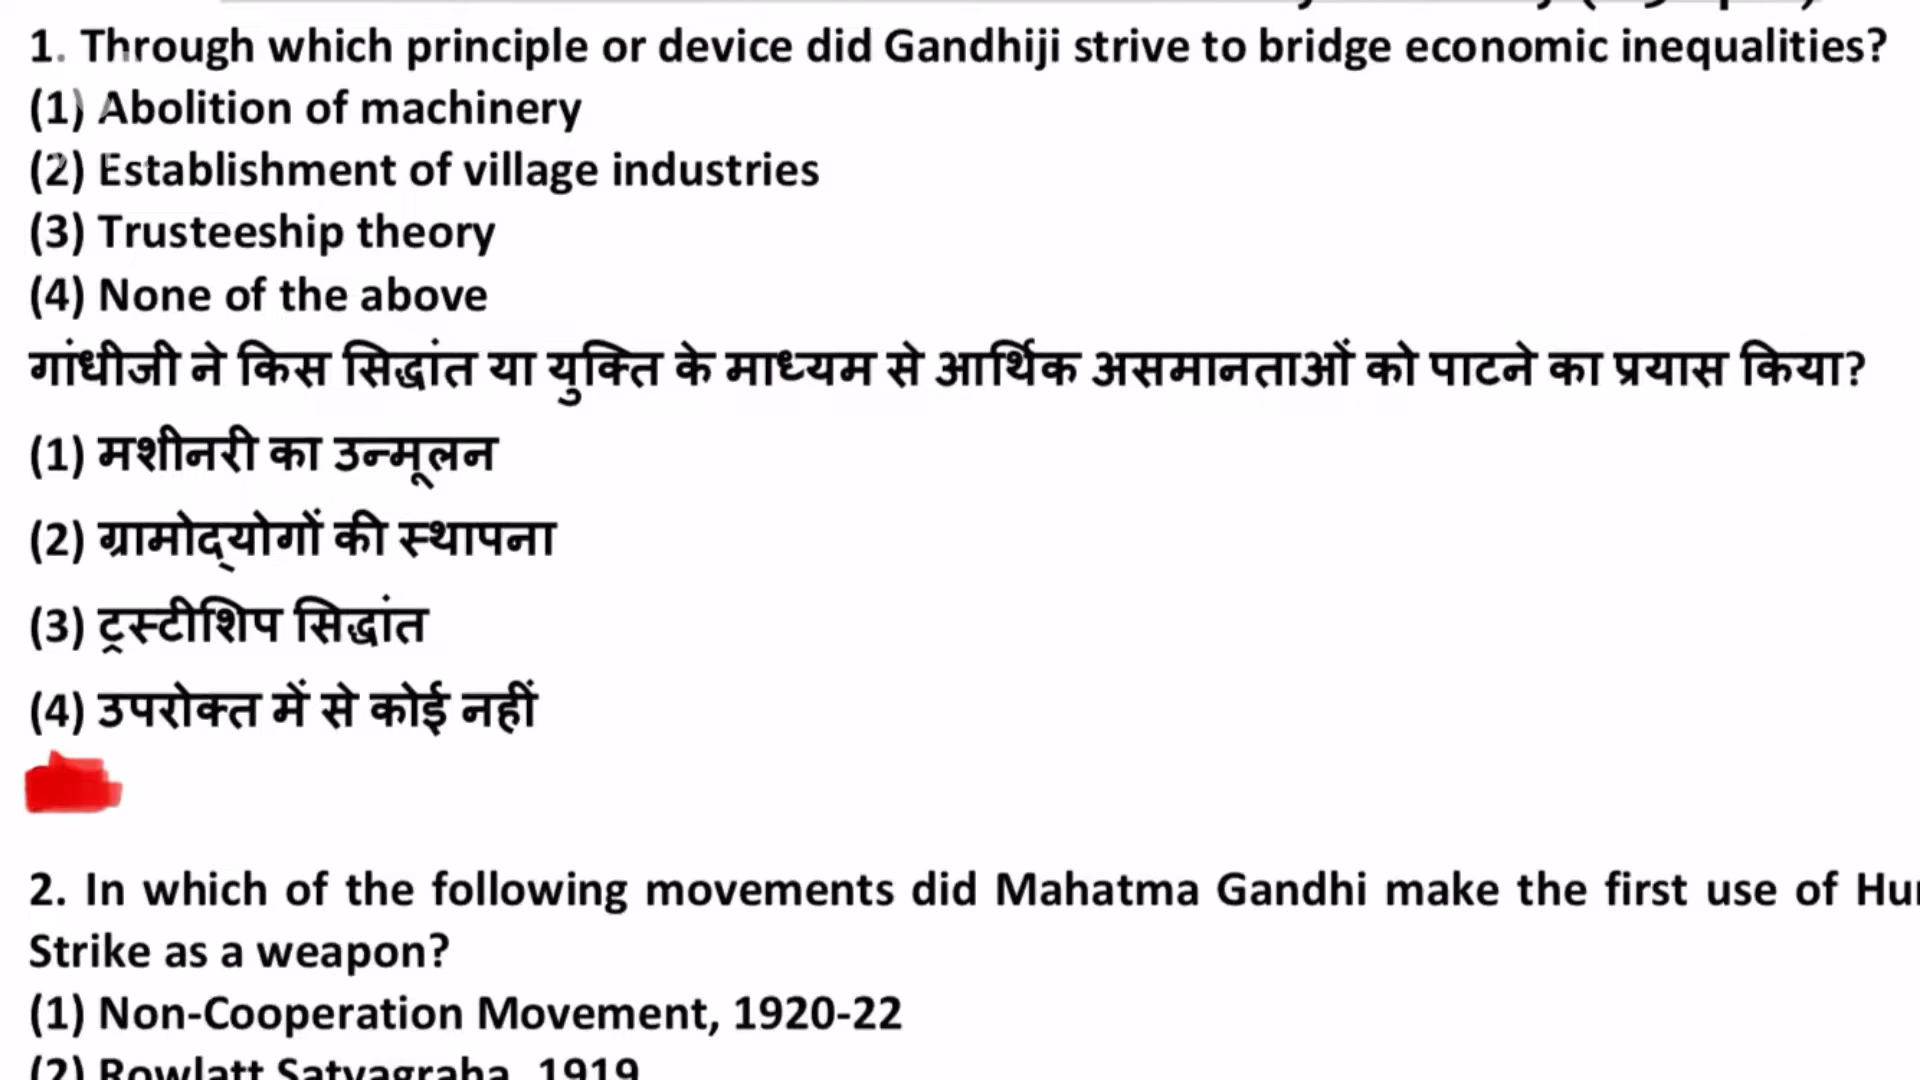 1. Through which principle or device did Gandhiji strive to bridge economic inequalities?
(1) Abolition of machinery
(2) Establishment of village industries
(3) Trusteeship theory
(4) None of the above
गांधीजी ने किस सिद्धांत या युक्ति के माध्यम से आर्थिक असमानताओं को पाटने का प्रयास किया?
(1) मशीनरी का उन्मूलन
(2) ग्रामोद्‌योगों की स्थापना
(3) ट्रस्टीशिप सिद्धांत
(4) उपरोक्त में से कोई नहीं
2. In which of the following movements did Mahatma Gandhi make the first use of
Strike as a weapon?
(1) Non-Cooperation Movement, 1920-22
(2) Rowlatt Satyagraha, 1919